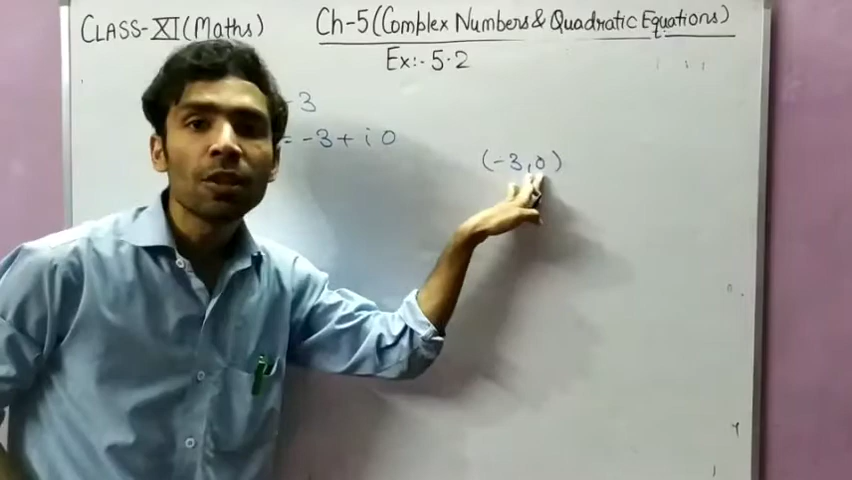 CLASS-XI (Maths)
Ch-5 (Complex Numbers & Quadratic Equations)
Ex:- 5.2
-3
= -3 + i 0
(-3, 0)